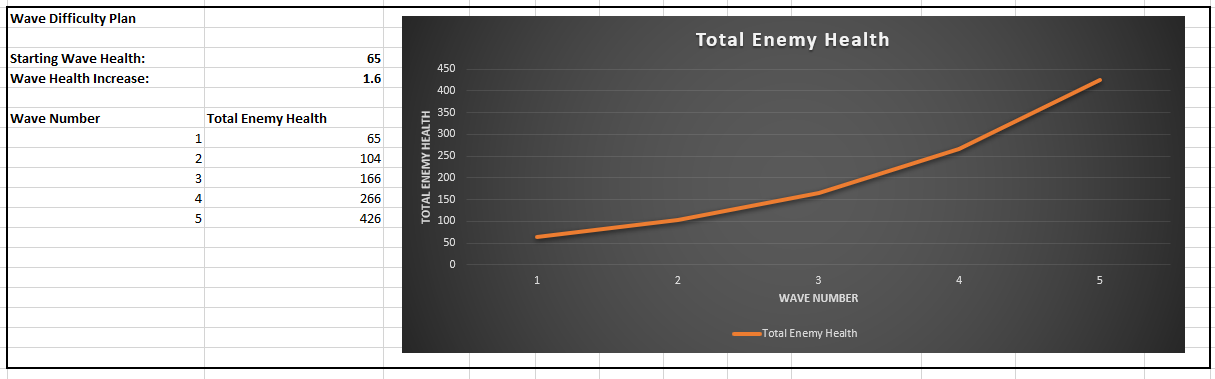 Wave Difficulty Plan
Starting Wave Health: 65
Wave Health Increase: 1.6
Wave Number Total Enemy Health
1 65
2 104
3 166
4 266
5 426
Total Enemy Health
TOTAL ENEMY HEALTH
450
400
350
300
250
200
150
100
50
0
1 2 3 4 5
WAVE NUMBER
Total Enemy Health